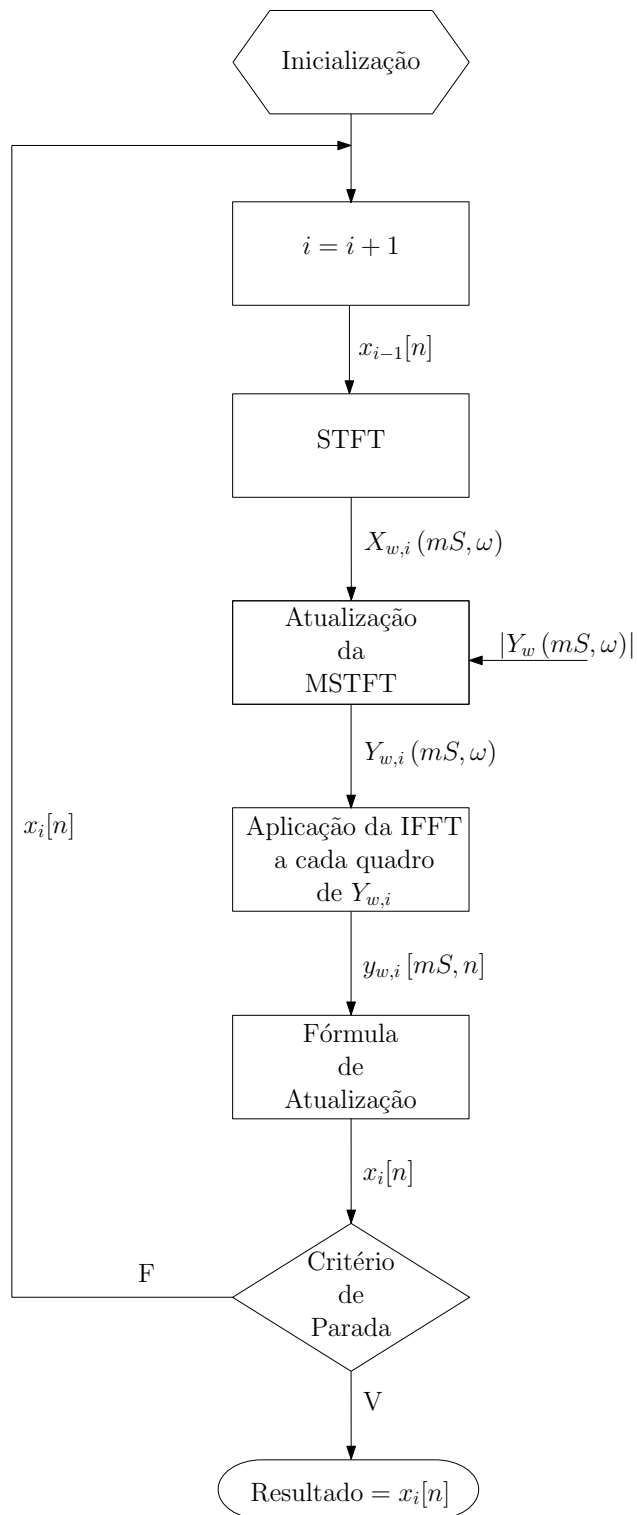 Inicialização
i = i + 1
x_{i−1}[n]
STFT
X_{w,i} (mS, ω)
Atualização
da
MSTFT
|Y_w (mS, ω)|
Y_{w,i} (mS, ω)
Aplicação da IFFT
a cada quadro
de Y_{w,i}
x_i[n]
y_{w,i} [mS, n]
Fórmula
de
Atualização
x_i[n]
F
Critério
de
Parada
V
Resultado = x_i[n]